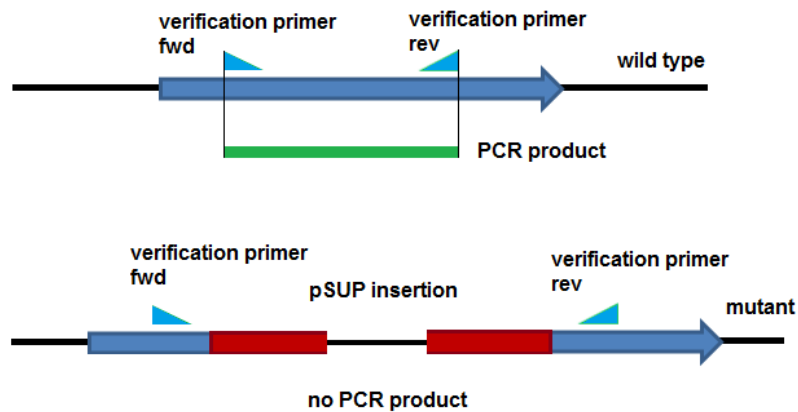 verification primer
fwd
verification primer
rev
wild type
PCR product
verification primer
fwd
pSUP insertion
verification primer
rev
mutant
no PCR product